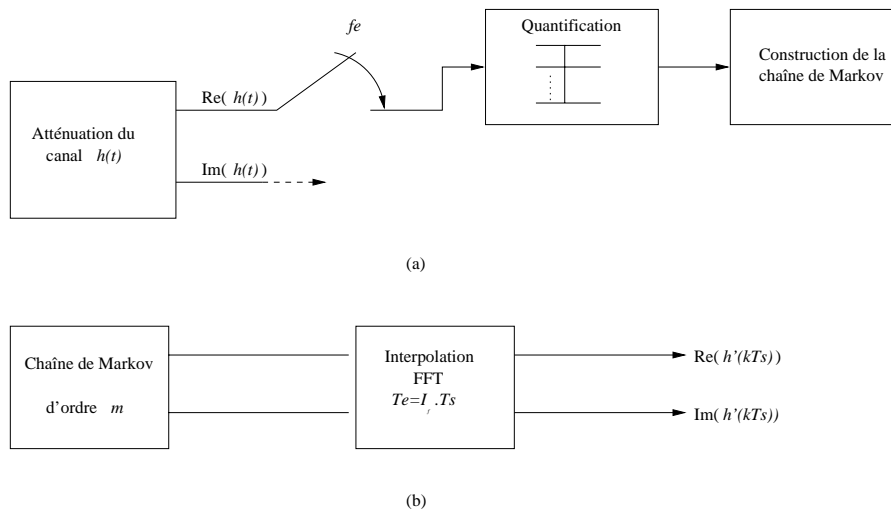 fe
Quantification
Construction de la
chaîne de Markov
Re( h(t) )
Atténuation du
canal h(t)
Im( h(t) )
(a)
Chaîne de Markov
d'ordre m
Interpolation
FFT
Te=I_f .Ts
Re( h'(kTs) )
Im( h'(kTs))
(b)